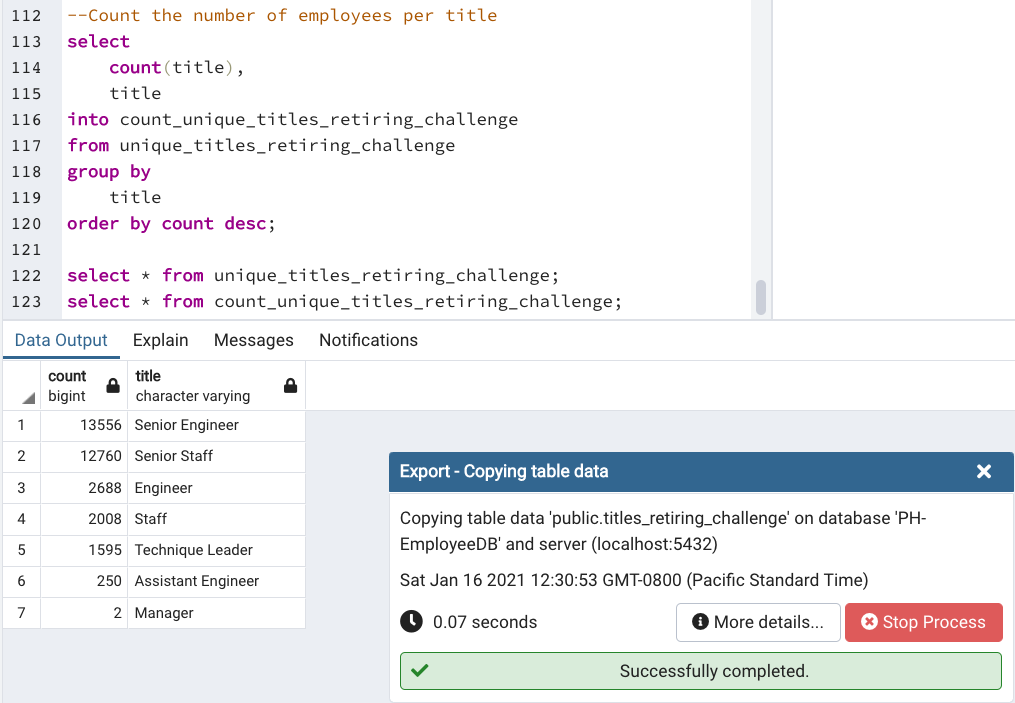 112 --Count the number of employees per title
113 select
114     count(title),
115     title
116 into count_unique_titles_retiring_challenge
117 from unique_titles_retiring_challenge
118 group by
119     title
120 order by count desc;
121
122 select * from unique_titles_retiring_challenge;
123 select * from count_unique_titles_retiring_challenge;
Data Output Explain Messages Notifications
count title
bigint character varying
1 13556 Senior Engineer
2 12760 Senior Staff
3 2688 Engineer
4 2008 Staff
5 1595 Technique Leader
6 250 Assistant Engineer
7 2 Manager
Export - Copying table data
Copying table data 'public.titles_retiring_challenge' on database 'PH-
EmployeeDB' and server (localhost:5432)
Sat Jan 16 2021 12:30:53 GMT-0800 (Pacific Standard Time)
0.07 seconds More details... Stop Process
Successfully completed.